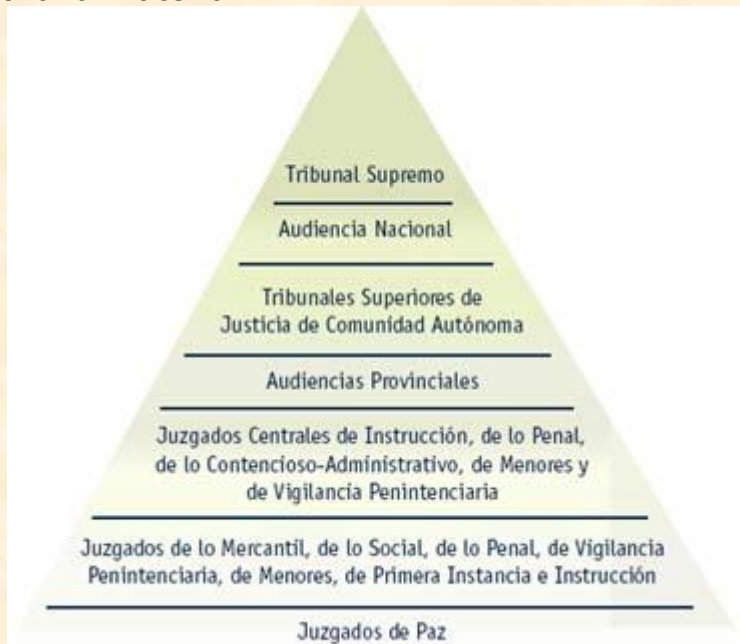 Tribunal Supremo
Audiencia Nacional
Tribunales Superiores de
Justicia de Comunidad Autónoma
Audiencias Provinciales
Juzgados Centrales de Instrucción, de lo Penal,
de lo Contencioso-Administrativo, de Menores y
de Vigilancia Penintenciaria
Juzgados de lo Mercantil, de lo Social, de lo Penal, de Vigilancia
Penintenciaria, de Menores, de Primera Instancia e Instrucción
Juzgados de Paz